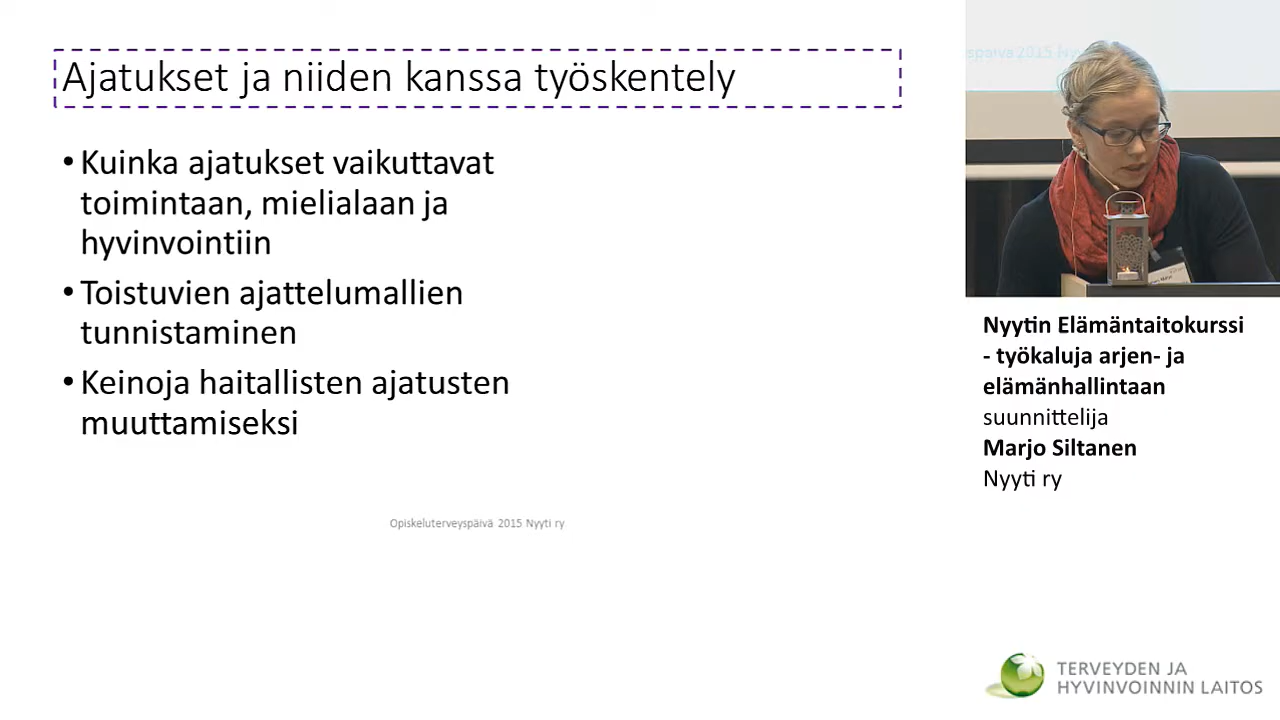 Ajatukset ja niiden kanssa työskentely
• Kuinka ajatukset vaikuttavat
toimintaan, mielialaan ja
hyvinvointiin
• Toistuvien ajattelumallien
tunnistaminen
• Keinoja haitallisten ajatusten
muuttamiseksi
Opiskeluterveyspäivä 2015 Nyyti ry
Nyytin Elämäntaitokurssi
- työkaluja arjen- ja
elämänhallintaan
suunnittelija
Marjo Siltanen
Nyyti ry
TERVEYDEN JA
HYVINVOINNIN LAITOS